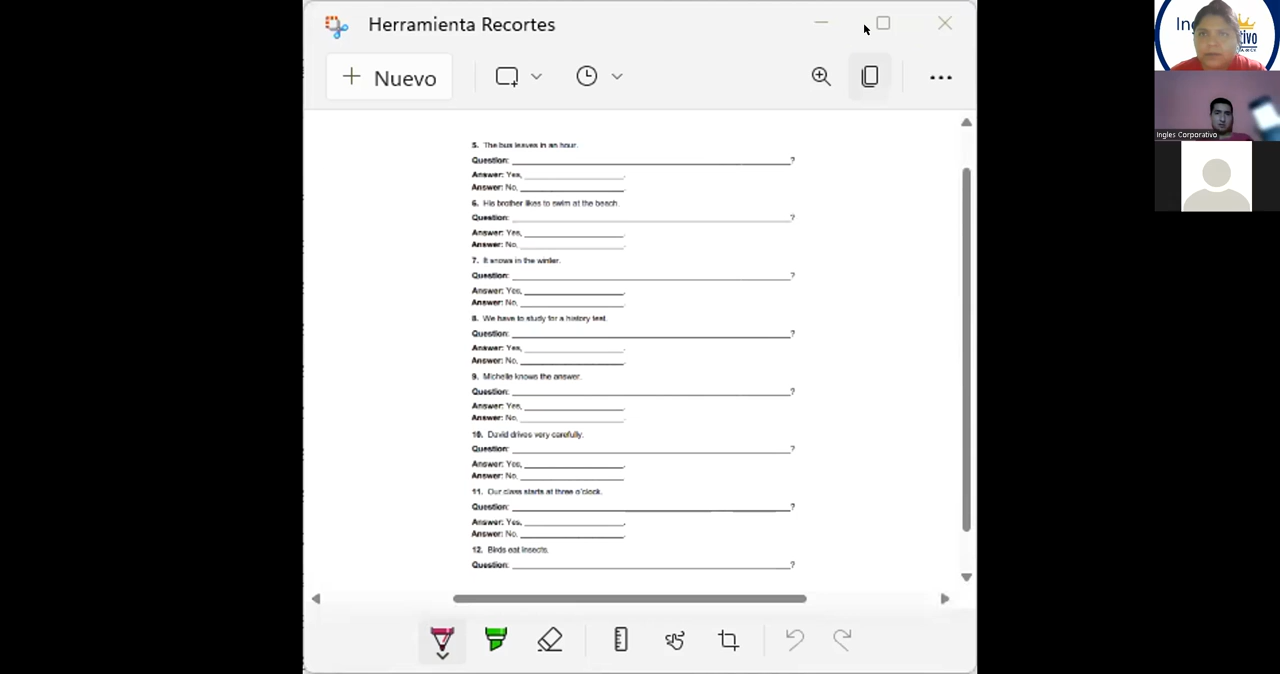 Herramienta Recortes
Nuevo
5. The bus leaves in an hour.
Question: ?
Answer: Yes, .
Answer: No, .
6. His brother likes to swim at the beach.
Question: ?
Answer: Yes, .
Answer: No, .
7. It snows in the winter.
Question: ?
Answer: Yes, .
Answer: No, .
8. We have to study for a history test.
Question: ?
Answer: Yes, .
Answer: No, .
9. Michelle knows the answer.
Question: ?
Answer: Yes, .
Answer: No, .
10. David drives very carefully.
Question: ?
Answer: Yes, .
Answer: No,
11. Our class starts at three o'clock.
Question: ?
Answer: Yes, .
Answer: No, .
12. Birds eat insects.
Question: ?
Ingles Corporativo